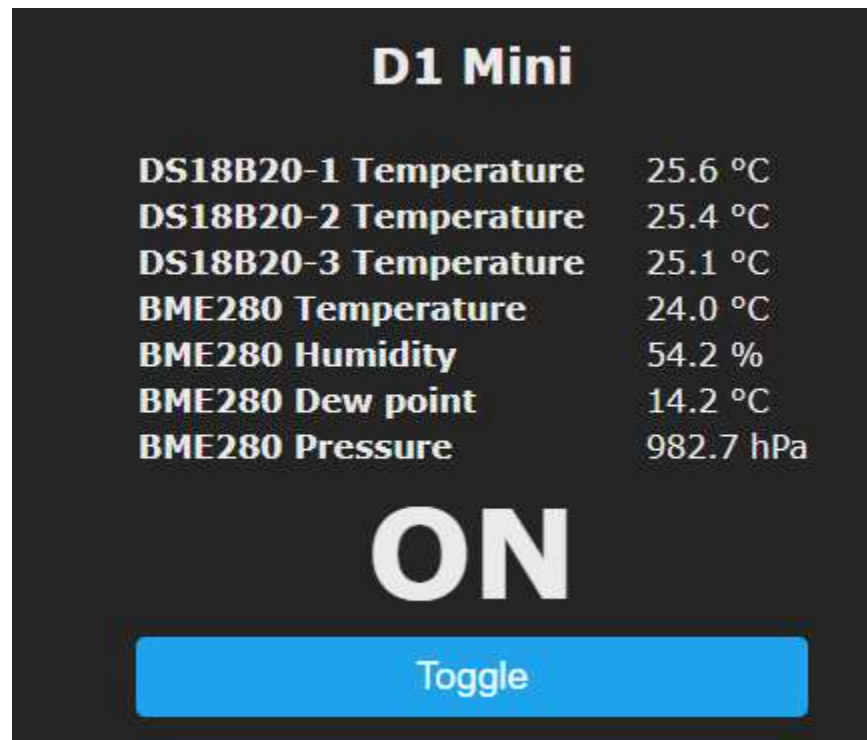 D1 Mini
DS18B20-1 Temperature 25.6 °C
DS18B20-2 Temperature 25.4 °C
DS18B20-3 Temperature 25.1 °C
BME280 Temperature 24.0 °C
BME280 Humidity 54.2 %
BME280 Dew point 14.2 °C
BME280 Pressure 982.7 hPa
ON
Toggle